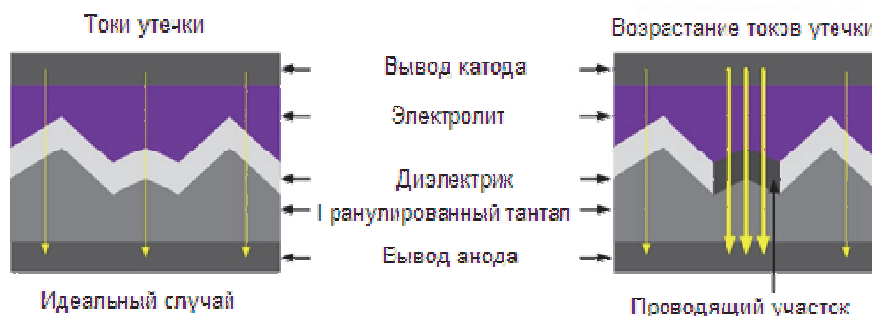 Токи утечки
Возрастание токов утечки
Вывод катода
Электролит
Диэлектрик
Гранулированный тантал
Вывод анода
Идеальный случай
Проводящий участок